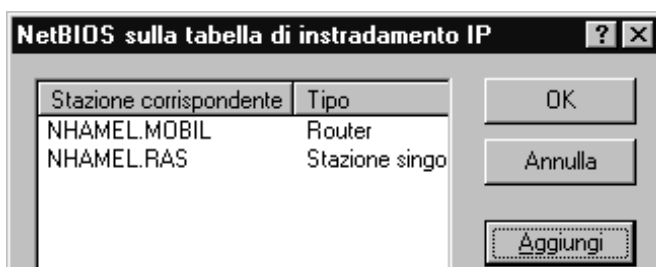 NetBIOS sulla tabella di instradamento IP
Stazione corrispondente Tipo
NHAMEL.MOBIL Router
NHAMEL.RAS Stazione singo
OK
Annulla
Aggiungi